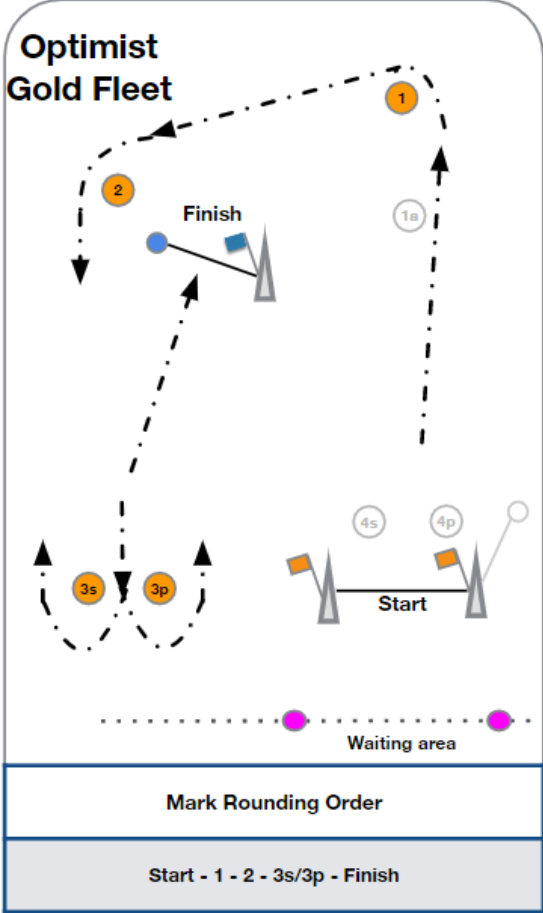 Optimist
Gold Fleet
1
2
1a
Finish
4s
4p
3s
3p
Start
Waiting area
Mark Rounding Order
Start - 1 - 2 - 3s/3p - Finish